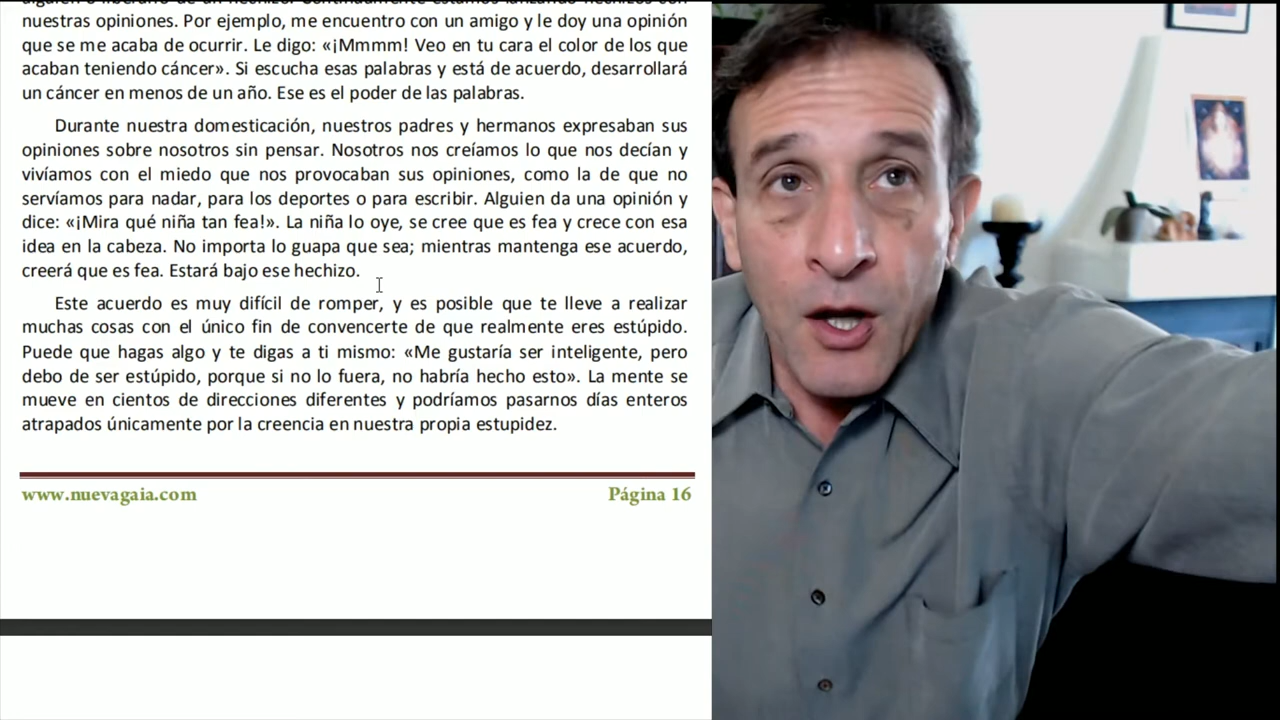 nuestras opiniones. Por ejemplo, me encuentro con un amigo y le doy una opinión
que se me acaba de ocurrir. Le digo: «¡Mmmm! Veo en tu cara el color de los que
acaban teniendo cáncer». Si escucha esas palabras y está de acuerdo, desarrollará
un cáncer en menos de un año. Ese es el poder de las palabras.
Durante nuestra domesticación, nuestros padres y hermanos expresaban sus
opiniones sobre nosotros sin pensar. Nosotros nos creíamos lo que nos decían y
vivíamos con el miedo que nos provocaban sus opiniones, como la de que no
servíamos para nadar, para los deportes o para escribir. Alguien da una opinión y
dice: «¡Mira qué niña tan fea!». La niña lo oye, se cree que es fea y crece con esa
idea en la cabeza. No importa lo guapa que sea; mientras mantenga ese acuerdo,
creerá que es fea. Estará bajo ese hechizo.
Este acuerdo es muy difícil de romper, y es posible que te lleve a realizar
muchas cosas con el único fin de convencerte de que realmente eres estúpido.
Puede que hagas algo y te digas a ti mismo: «Me gustaría ser inteligente, pero
debo de ser estúpido, porque si no lo fuera, no habría hecho esto». La mente se
mueve en cientos de direcciones diferentes y podríamos pasarnos días enteros
atrapados únicamente por la creencia en nuestra propia estupidez.
www.nuevagaia.com Página 16